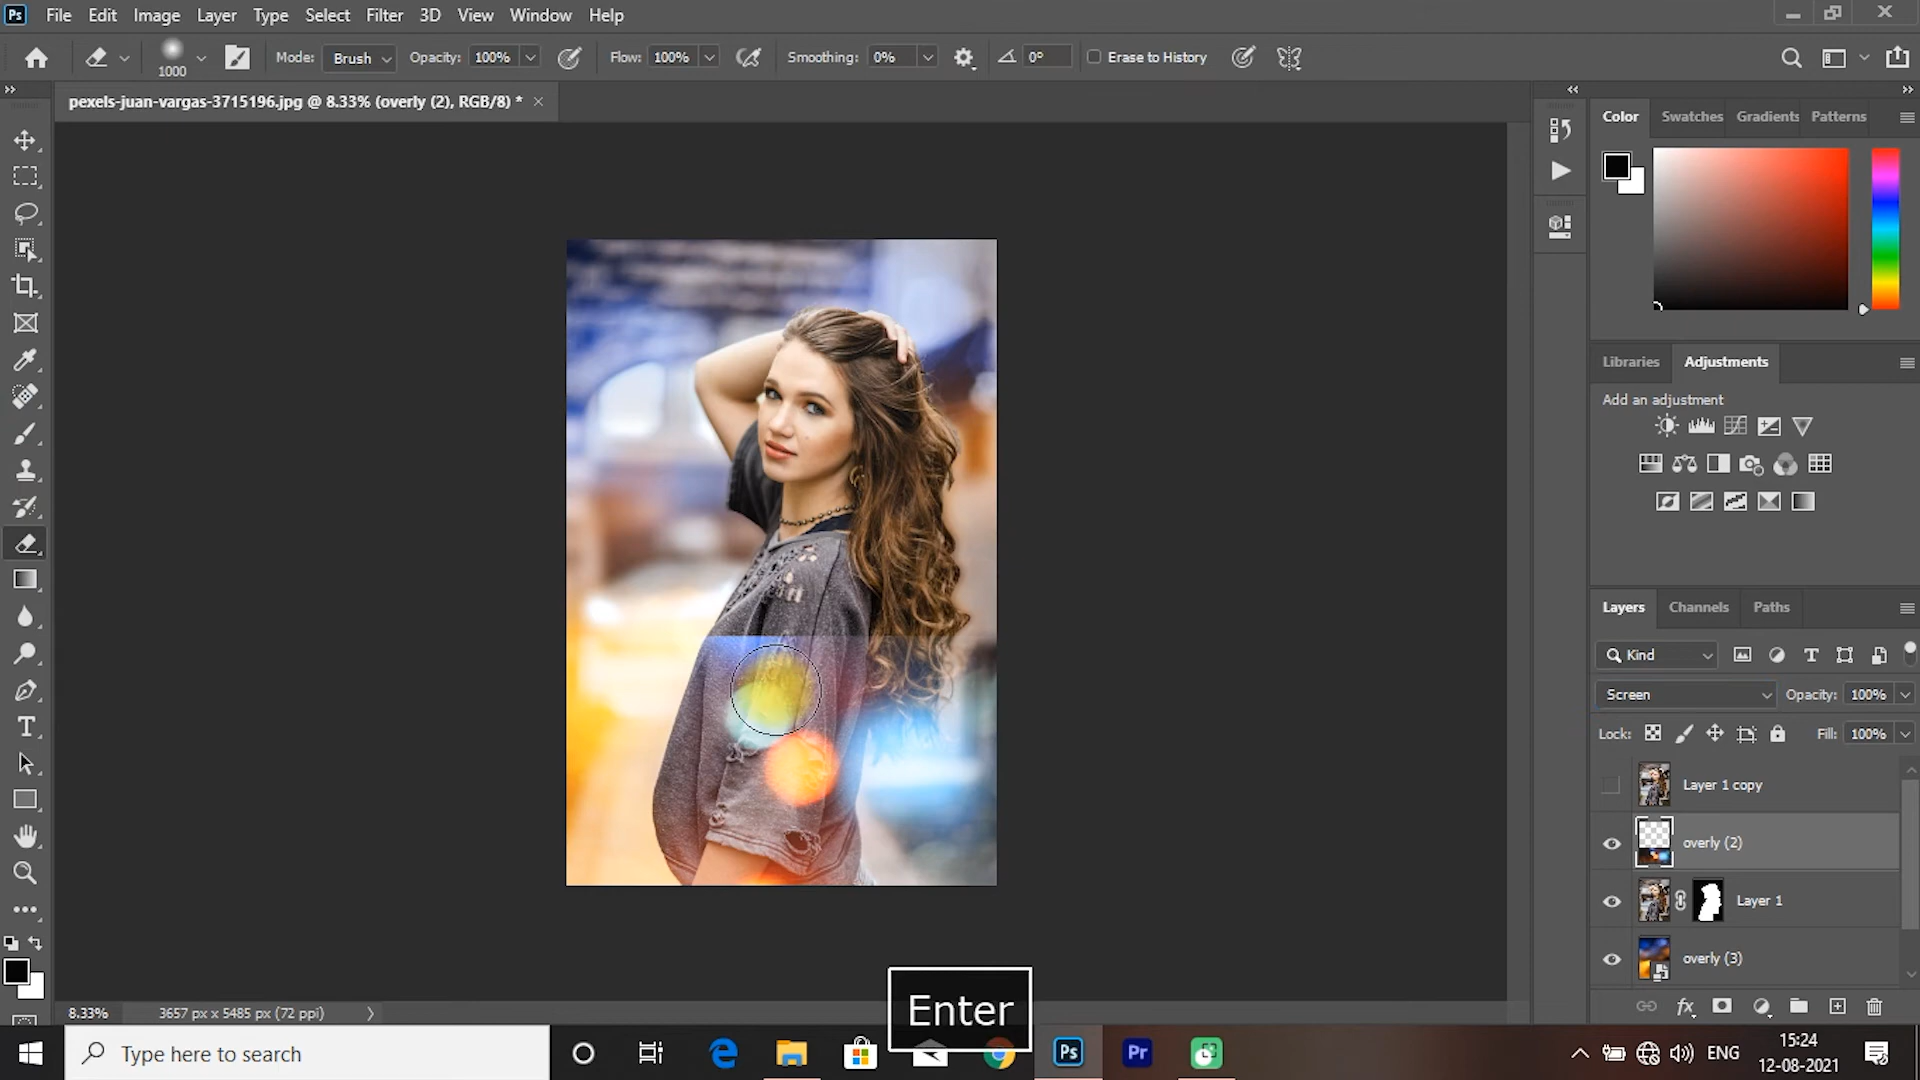 Ps File Edit Image Layer Type Select Filter 3D View Window Help
1000 Mode: Brush Opacity: 100% Flow: 100% Smoothing: 0% 0° Erase to History
pexels-juan-vargas-3715196.jpg @ 8.33% (overly (2), RGB/8) *
Color Swatches Gradients Patterns
Libraries Adjustments
Add an adjustment
Layers Channels Paths
Kind
Screen Opacity: 100%
Lock: Fill: 100%
Layer 1 copy
overly (2)
Layer 1
overly (3)
8.33% 3657 px x 5485 px (72 ppi)
Enter
Type here to search
Ps Pr
ENG
15:24
12-08-2021